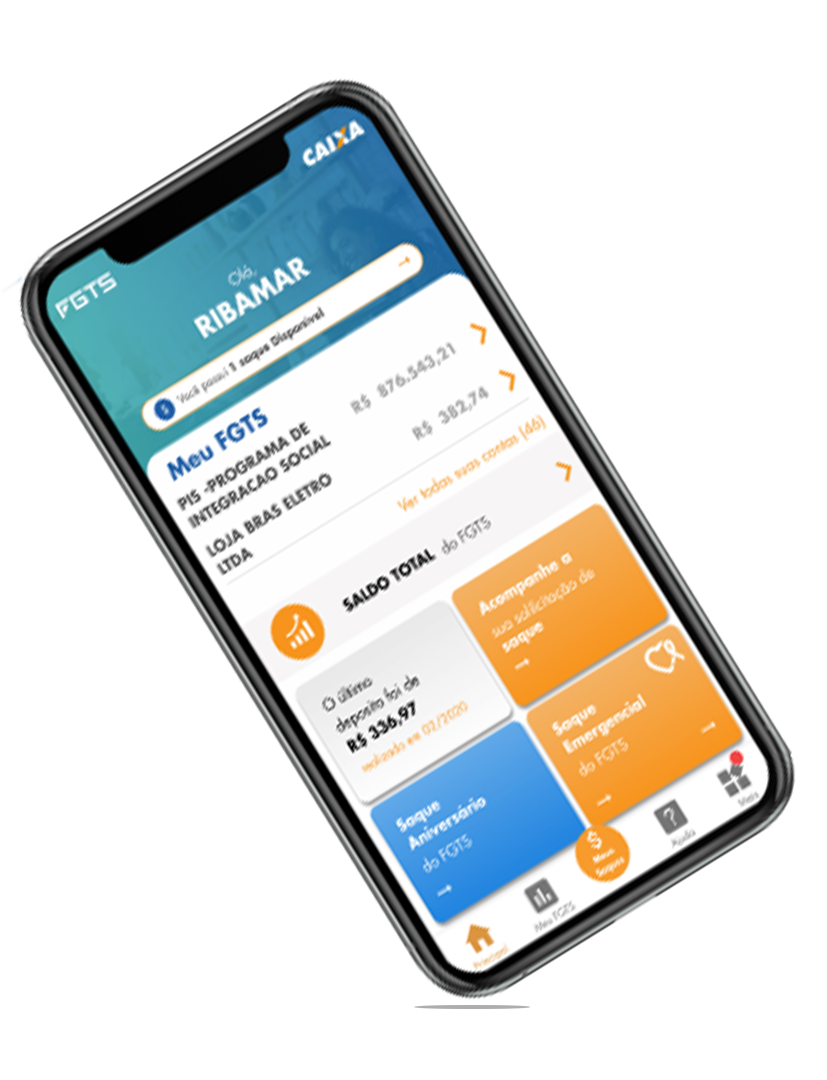 CAIXA
FGTS
Olá,
RIBAMAR
Você possui 1 saque Disponível
Meu FGTS
PIS -PROGRAMA DE
INTEGRACAO SOCIAL
R$ 876.543,21
LOJA BRAS ELETRO
LTDA
R$ 382,74
Ver todas suas contas (46)
SALDO TOTAL do FGTS
O último
deposito foi de
R$ 336,97
realizado em 02/2020
Acompanhe a
sua solicitação de
saque
Saque
Aniversário
do FGTS
Saque
Emergencial
do FGTS
Principal
Meu FGTS
Meus
Saques
Ajuda
Mais